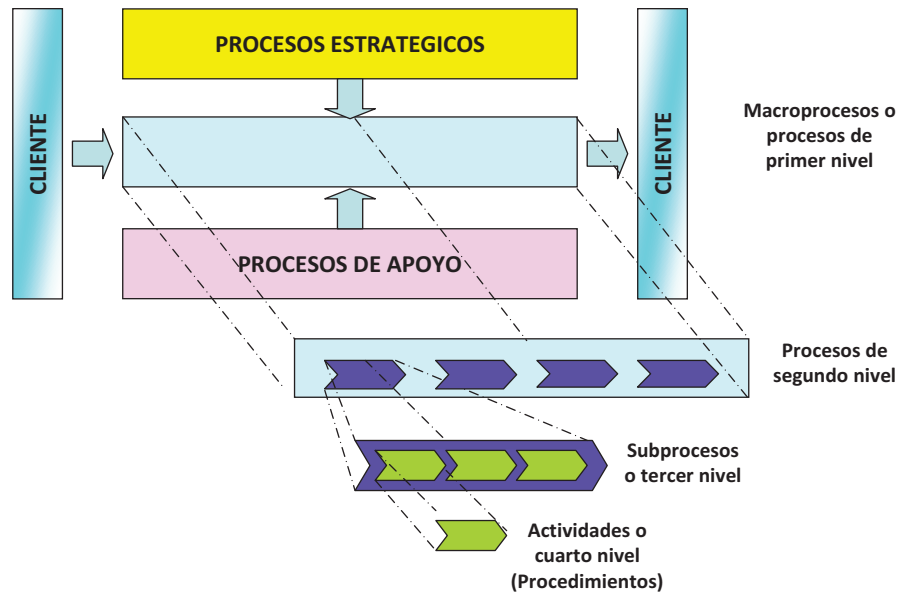 PROCESOS ESTRATEGICOS
CLIENTE
CLIENTE
Macroprocesos o
procesos de
primer nivel
PROCESOS DE APOYO
Procesos de
segundo nivel
Subprocesos
o tercer nivel
Actividades o
cuarto nivel
(Procedimientos)